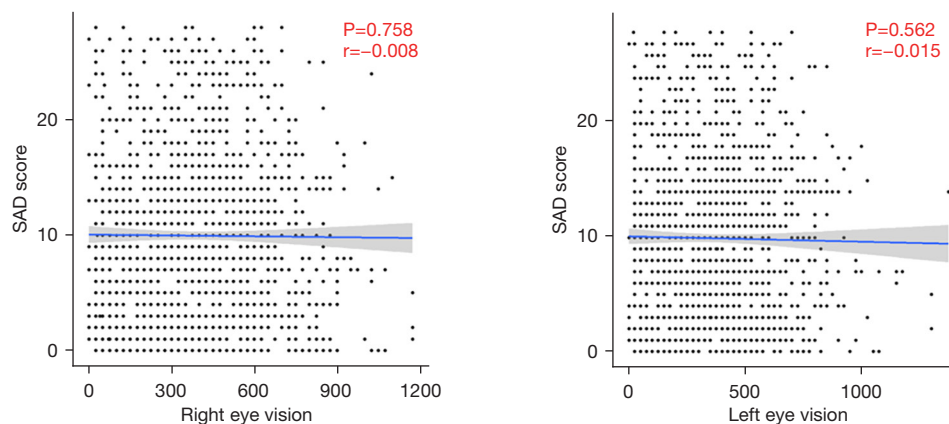 P=0.758
r=−0.008
SAD score
20
10
0
0 300 600 900 1200
Right eye vision
P=0.562
r=−0.015
SAD score
20
10
0
0 500 1000
Left eye vision